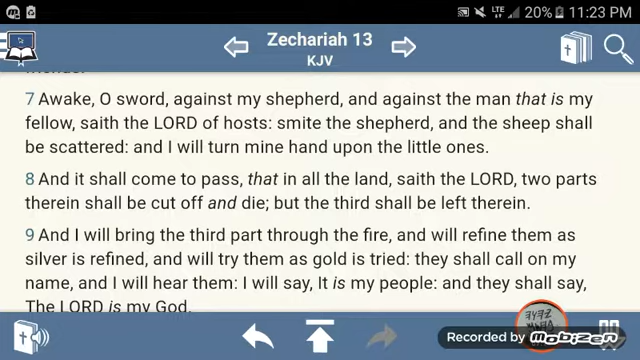 20% 11:23 PM
Zechariah 13
KJV
7 Awake, O sword, against my shepherd, and against the man that is my
fellow, saith the LORD of hosts: smite the shepherd, and the sheep shall
be scattered: and I will turn mine hand upon the little ones.
8 And it shall come to pass, that in all the land, saith the LORD, two parts
therein shall be cut off and die; but the third shall be left therein.
9 And I will bring the third part through the fire, and will refine them as
silver is refined, and will try them as gold is tried: they shall call on my
name, and I will hear them: I will say, It is my people: and they shall say,
The LORD is my God.
Recorded by mobizen